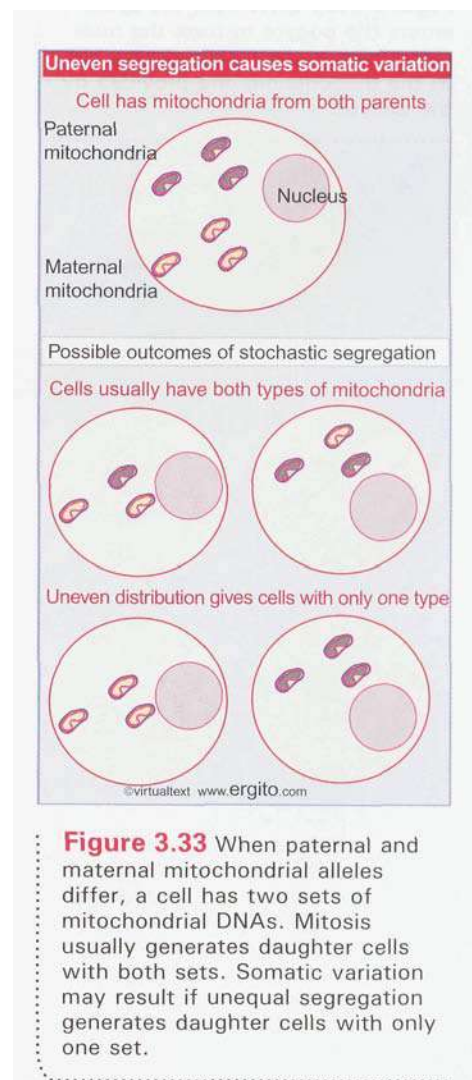 Uneven segregation causes somatic variation
Cell has mitochondria from both parents
Paternal
mitochondria
Nucleus
Maternal
mitochondria
Possible outcomes of stochastic segregation
Cells usually have both types of mitochondria
Uneven distribution gives cells with only one type
©virtualtext www.ergito.com
Figure 3.33 When paternal and
maternal mitochondrial alleles
differ, a cell has two sets of
mitochondrial DNAs. Mitosis
usually generates daughter cells
with both sets. Somatic variation
may result if unequal segregation
generates daughter cells with only
one set.